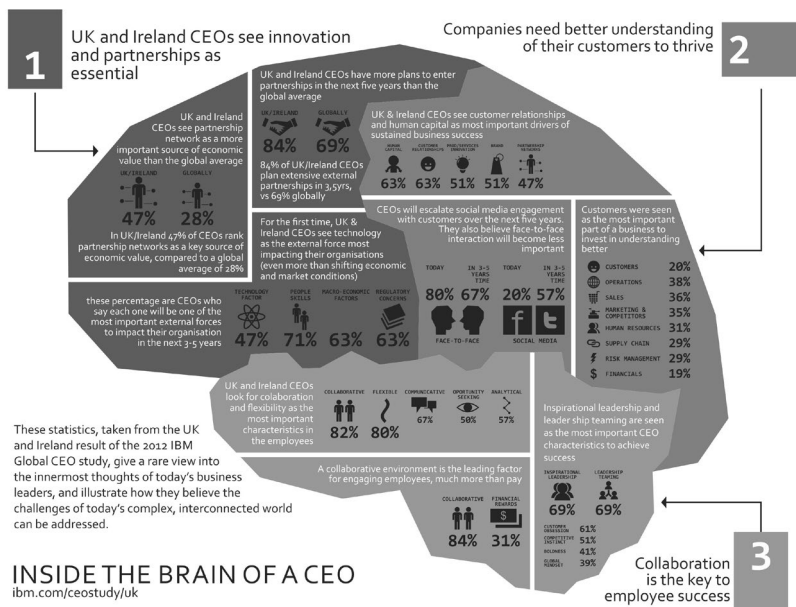 1
UK and Ireland CEOs see innovation
and partnerships as
essential
Companies need better understanding
of their customers to thrive
2
UK and Ireland CEOs have more plans to enter
partnerships in the next five years than the
global average
UK/IRELAND GLOBALLY
84% 69%
84% of UK/Ireland CEOs
plan extensive external
partnerships in 3,5yrs,
vs 69% globally
UK and Ireland
CEOs see partnership
network as a more
important source of economic
value than the global average
UK/IRELAND GLOBALLY
47% 28%
In UK/Ireland 47% of CEOs rank
partnership networks as a key source of
economic value, compared to a global
average of 28%
For the first time, UK &
Ireland CEOs see technology
as the external force most
impacting their organisations
(even more than shifting economic
and market conditions)
these percentage are CEOs who
say each one will be one of the
most important external forces
to impact their organisation
in the next 3-5 years
TECHNOLOGY FACTOR
47%
PEOPLE SKILLS
71%
MACRO-ECONOMIC FACTORS
63%
REGULATORY CONCERNS
63%
UK & Ireland CEOs see customer relationships
and human capital as most important drivers of
sustained business success
HUMAN CAPITAL
63%
CUSTOMER RELATIONSHIPS
63%
PROD/SERVICES INNOVATION
51%
BRAND
51%
PARTNERSHIP NETWORK
47%
CEOs will escalate social media engagement
with customers over the next five years.
They also believe face-to-face
interaction will become less
important
TODAY
80%
IN 3-5 YEARS TIME
67%
FACE-TO-FACE
TODAY
20%
IN 3-5 YEARS TIME
57%
f t
SOCIAL MEDIA
Customers were seen
as the most important
part of a business to
invest in understanding
better
CUSTOMERS 20%
OPERATIONS 38%
SALES 36%
MARKETING & COMPETITORS 35%
HUMAN RESOURCES 31%
SUPPLY CHAIN 29%
RISK MANAGEMENT 29%
$ FINANCIALS 19%
UK and Ireland CEOs
look for colaboration
and flexibility as the
most important
characteristics in
the employees
COLLABORATIVE
82%
FLEXIBLE
80%
COMMUNICATIVE
67%
OPORTUNITY SEEKING
50%
ANALYTICAL
57%
A collaborative environment is the leading factor
for engaging employees, much more than pay
COLLABORATIVE
84%
FINANCIAL REWARDS
$
31%
Inspirational leadership and
leader ship teaming are seen
as the most important CEO
characteristics to achieve
success
INSPIRATIONAL LEADERSHIP
69%
LEADERSHIP TEAMING
69%
CUSTOMER OBSESSION 61%
COMPETITIVE INSTINCT 51%
BOLDNESS 41%
GLOBAL MINDSET 39%
3
Collaboration
is the key to
employee success
These statistics, taken from the UK
and Ireland result of the 2012 IBM
Global CEO study, give a rare view into
the innermost thoughts of today's business
leaders, and illustrate how they believe the
challenges of today's complex, interconnected world
can be addressed.
INSIDE THE BRAIN OF A CEO
ibm.com/ceostudy/uk